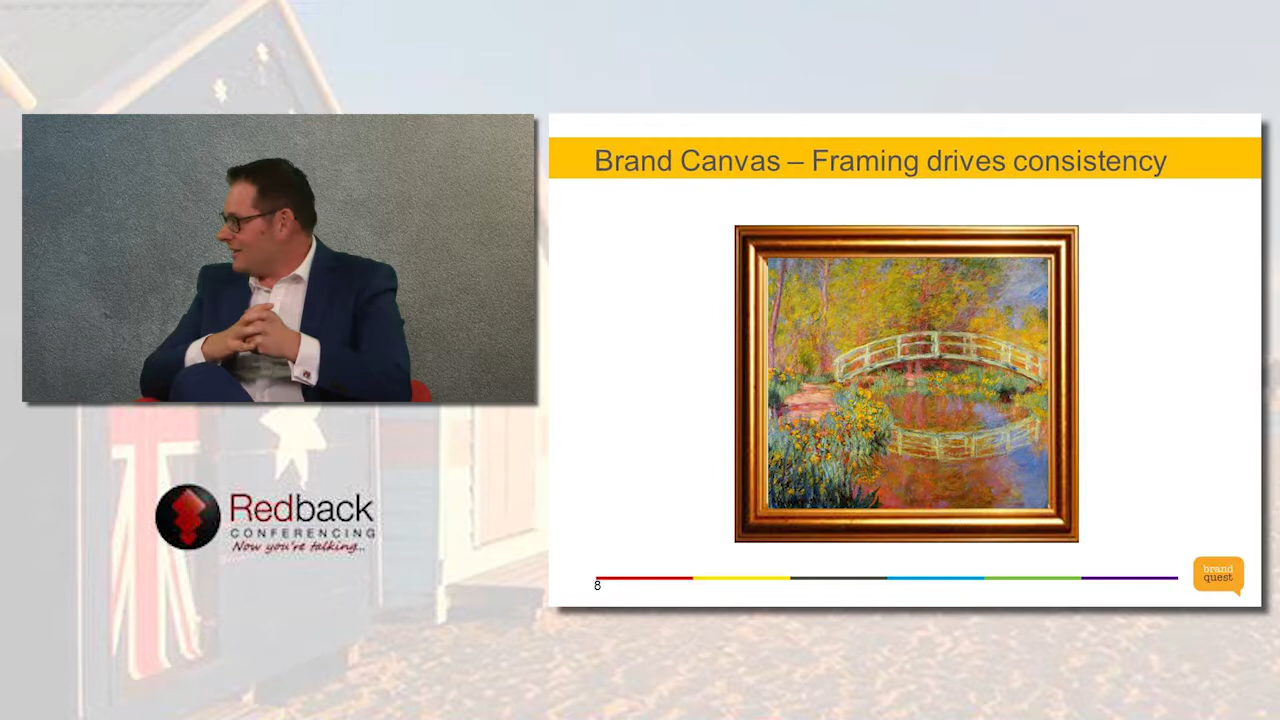 Brand Canvas – Framing drives consistency
Redback
CONFERENCING
Now you're talking...
8
brand
quest